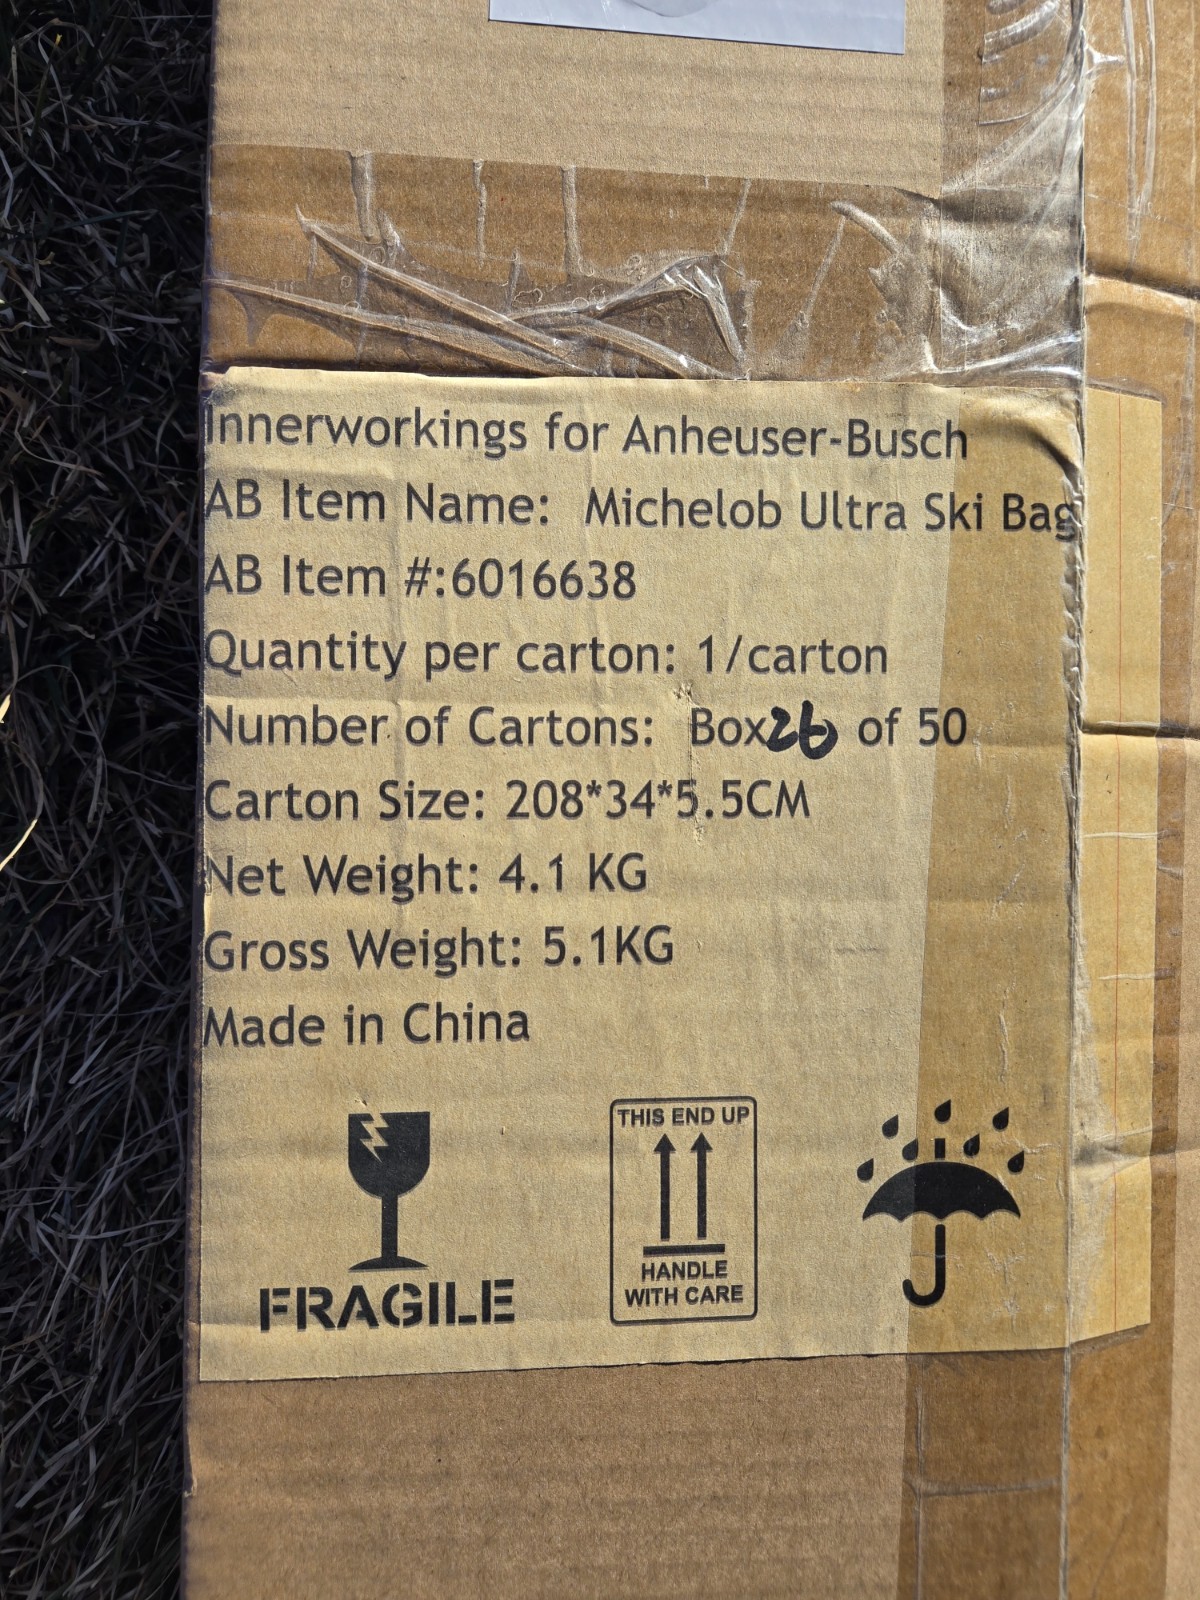 Innerworkings for Anheuser-Busch
AB Item Name: Michelob Ultra Ski Bag
AB Item #:6016638
Quantity per carton: 1/carton
Number of Cartons: Box26 of 50
Carton Size: 208*34*5.5CM
Net Weight: 4.1 KG
Gross Weight: 5.1KG
Made in China
FRAGILE
THIS END UP
HANDLE
WITH CARE